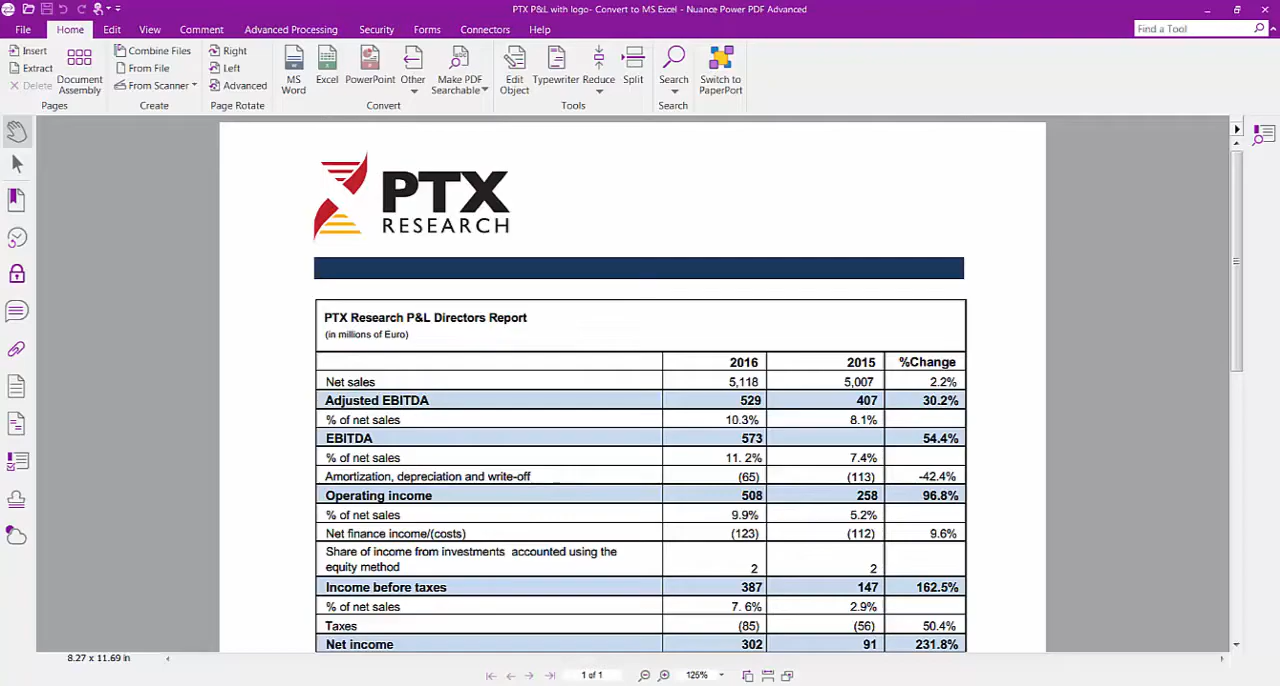 PTX P&L with logo- Convert to MS Excel - Nuance Power PDF Advanced
File Home Edit View Comment Advanced Processing Security Forms Connectors Help Find a Tool
Insert Extract Delete Document Assembly Pages
Combine Files From File From Scanner Create
Right Left Advanced Page Rotate
MS Word Excel PowerPoint Other Make PDF Searchable Convert
Edit Object Typewriter Reduce Split Tools
Search Search
Switch to PaperPort
PTX
RESEARCH
PTX Research P&L Directors Report
(in millions of Euro)
2016 2015 %Change
Net sales 5,118 5,007 2.2%
Adjusted EBITDA 529 407 30.2%
% of net sales 10.3% 8.1%
EBITDA 573 54.4%
% of net sales 11. 2% 7.4%
Amortization, depreciation and write-off (65) (113) -42.4%
Operating income 508 258 96.8%
% of net sales 9.9% 5.2%
Net finance income/(costs) (123) (112) 9.6%
Share of income from investments accounted using the
equity method 2 2
Income before taxes 387 147 162.5%
% of net sales 7. 6% 2.9%
Taxes (85) (56) 50.4%
Net income 302 91 231.8%
8.27 x 11.69 in
1 of 1 125%